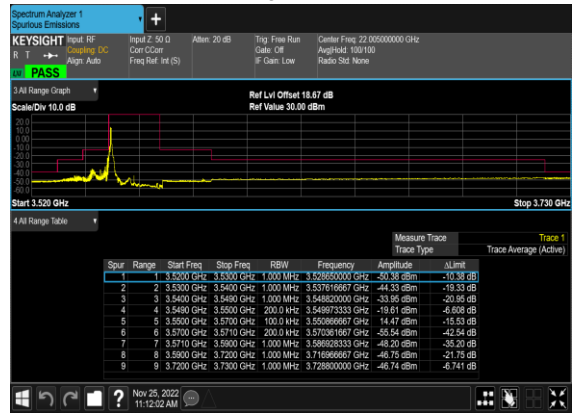 Spectrum Analyzer 1
Spurious Emissions
KEYSIGHT Input: RF Input Z: 50 Ω Atten: 20 dB Trig: Free Run Center Freq: 22.005000000 GHz
R T Coupling: DC Corr CCorr Gate: Off Avg|Hold: 100/100
Align: Auto Freq Ref: Int (S) IF Gain: Low Radio Std: None
PASS
3 All Range Graph
Ref Lvl Offset 18.67 dB
Scale/Div 10.0 dB Ref Value 30.00 dBm
20.0
10.0
0.00
-10.0
-20.0
-30.0
-40.0
-50.0
-60.0
Start 3.520 GHz Stop 3.730 GHz
4 All Range Table
Measure Trace Trace 1
Trace Type Trace Average (Active)
Spur Range Start Freq Stop Freq RBW Frequency Amplitude ΔLimit
1 1 3.5200 GHz 3.5300 GHz 1.000 MHz 3.528650000 GHz -50.38 dBm -10.38 dB
2 2 3.5300 GHz 3.5400 GHz 1.000 MHz 3.537616667 GHz -44.33 dBm -19.33 dB
3 3 3.5400 GHz 3.5490 GHz 1.000 MHz 3.548820000 GHz -33.95 dBm -20.95 dB
4 4 3.5490 GHz 3.5500 GHz 200.0 kHz 3.549973333 GHz -19.61 dBm -6.608 dB
5 5 3.5500 GHz 3.5700 GHz 100.0 kHz 3.550866667 GHz 14.47 dBm -15.53 dB
6 6 3.5700 GHz 3.5710 GHz 200.0 kHz 3.570361667 GHz -55.54 dBm -42.54 dB
7 7 3.5710 GHz 3.5900 GHz 1.000 MHz 3.586928333 GHz -48.20 dBm -35.20 dB
8 8 3.5900 GHz 3.7200 GHz 1.000 MHz 3.716966667 GHz -46.75 dBm -21.75 dB
9 9 3.7200 GHz 3.7300 GHz 1.000 MHz 3.728800000 GHz -46.74 dBm -6.741 dB
Nov 25, 2022
11:12:02 AM